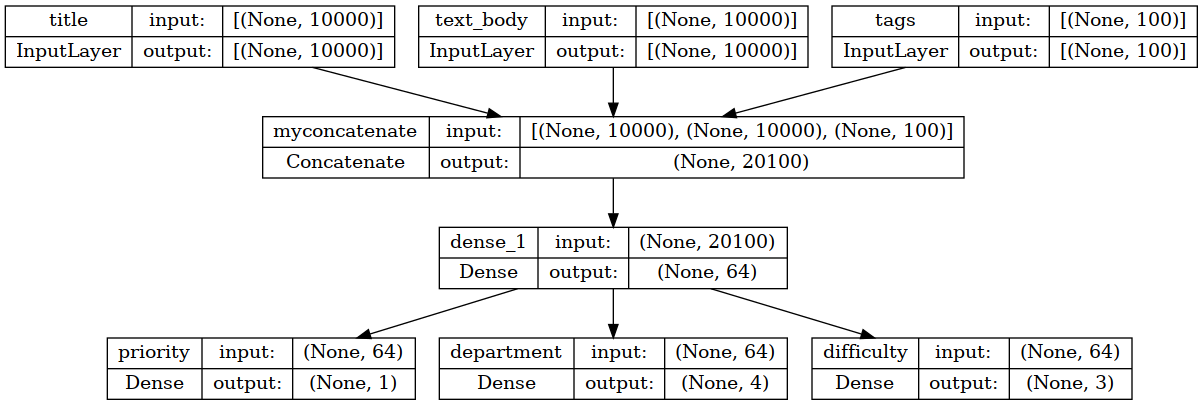 title input: [(None, 10000)]
InputLayer output: [(None, 10000)]
text_body input: [(None, 10000)]
InputLayer output: [(None, 10000)]
tags input: [(None, 100)]
InputLayer output: [(None, 100)]
myconcatenate input: [(None, 10000), (None, 10000), (None, 100)]
Concatenate output: (None, 20100)
dense_1 input: (None, 20100)
Dense output: (None, 64)
priority input: (None, 64)
Dense output: (None, 1)
department input: (None, 64)
Dense output: (None, 4)
difficulty input: (None, 64)
Dense output: (None, 3)